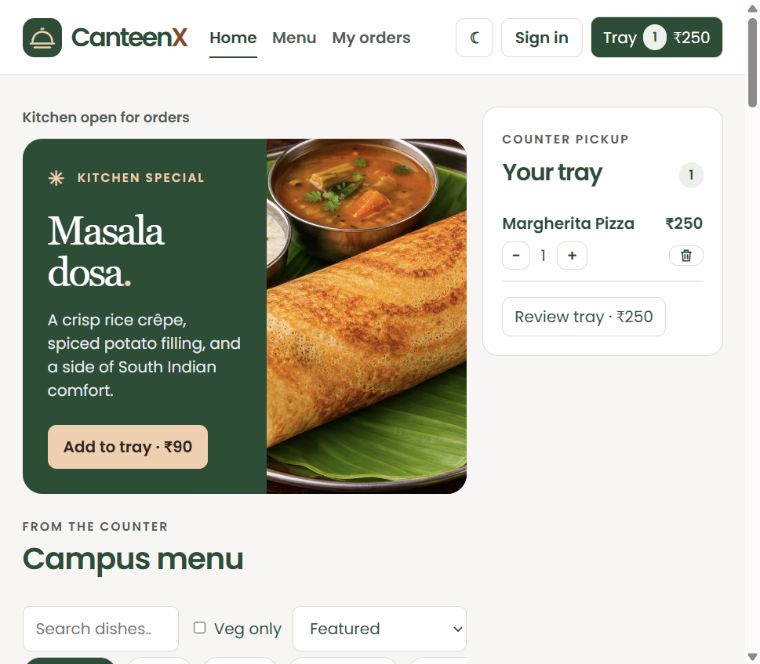 CanteenX
Home
Menu
My orders
Sign in
Tray 1 ₹250
Kitchen open for orders
KITCHEN SPECIAL
Masala
dosa.
A crisp rice crêpe,
spiced potato filling, and
a side of South Indian
comfort.
Add to tray · ₹90
COUNTER PICKUP
Your tray 1
Margherita Pizza ₹250
- 1 +
Review tray · ₹250
FROM THE COUNTER
Campus menu
Search dishes..
Veg only
Featured